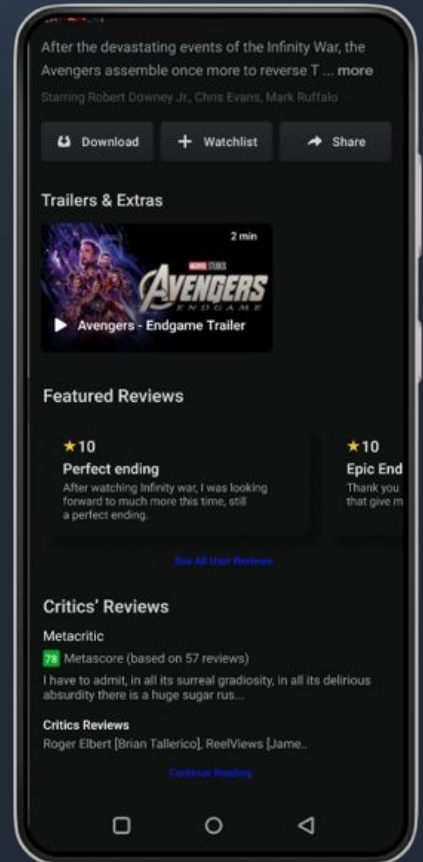 After the devastating events of the Infinity War, the
Avengers assemble once more to reverse T ... more
Starring Robert Downey Jr., Chris Evans, Mark Ruffalo
Download
Watchlist
Share
Trailers & Extras
2 min
MARVEL STUDIOS
AVENGERS
ENDGAME
Avengers - Endgame Trailer
Featured Reviews
10
Perfect ending
After watching Infinity war, I was looking
forward to much more this time, still
a perfect ending.
10
Epic End
Thank you
that give m
See All User Reviews
Critics' Reviews
Metacritic
78 Metascore (based on 57 reviews)
I have to admit, in all its surreal gradiosity, in all its delirious
absurdity there is a huge sugar rus...
Critics Reviews
Roger Elbert [Brian Tallerico], ReelViews [Jame..
Continue Reading